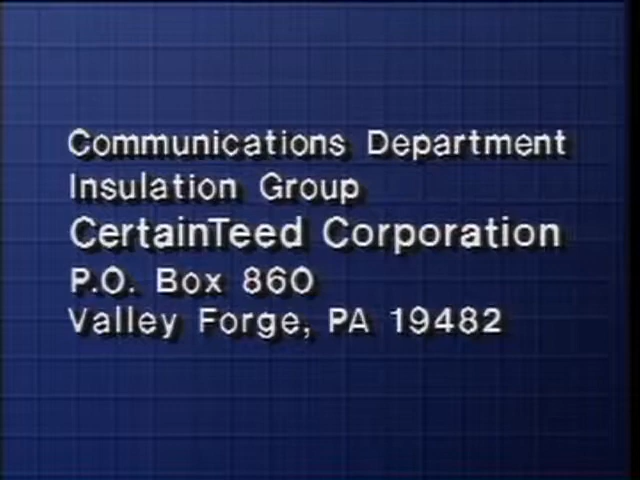 Communications Department
Insulation Group
CertainTeed Corporation
P.O. Box 860
Valley Forge, PA 19482